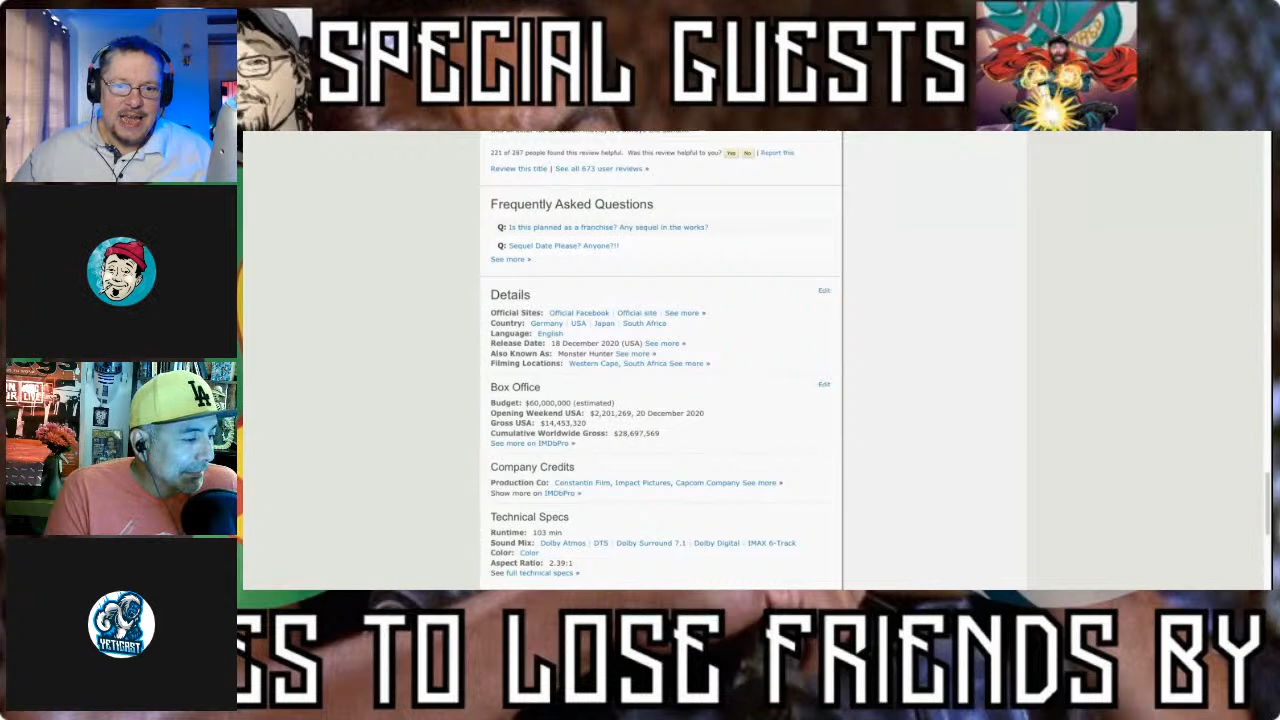 SPECIAL GUESTS
221 of 287 people found this review helpful. Was this review helpful to you? Yes No | Report this
Review this title | See all 673 user reviews »
Frequently Asked Questions
Q: Is this planned as a franchise? Any sequel in the works?
Q: Sequel Date Please? Anyone?!!
See more »
Details
Edit
Official Sites: Official Facebook | Official site | See more »
Country: Germany | USA | Japan | South Africa
Language: English
Release Date: 18 December 2020 (USA) See more »
Also Known As: Monster Hunter See more »
Filming Locations: Western Cape, South Africa See more »
Box Office
Edit
Budget: $60,000,000 (estimated)
Opening Weekend USA: $2,201,269, 20 December 2020
Gross USA: $14,453,320
Cumulative Worldwide Gross: $28,697,569
See more on IMDbPro »
Company Credits
Production Co: Constantin Film, Impact Pictures, Capcom Company See more »
Show more on IMDbPro »
Technical Specs
Runtime: 103 min
Sound Mix: Dolby Atmos | DTS | Dolby Surround 7.1 | Dolby Digital | IMAX 6-Track
Color: Color
Aspect Ratio: 2.39:1
See full technical specs »
LA
YETICAST
ES TO LOSE FRIENDS BY